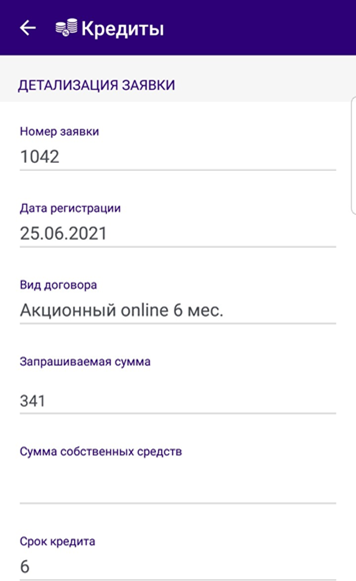 Кредиты
ДЕТАЛИЗАЦИЯ ЗАЯВКИ
Номер заявки
1042
Дата регистрации
25.06.2021
Вид договора
Акционный online 6 мес.
Запрашиваемая сумма
341
Сумма собственных средств
Срок кредита
6